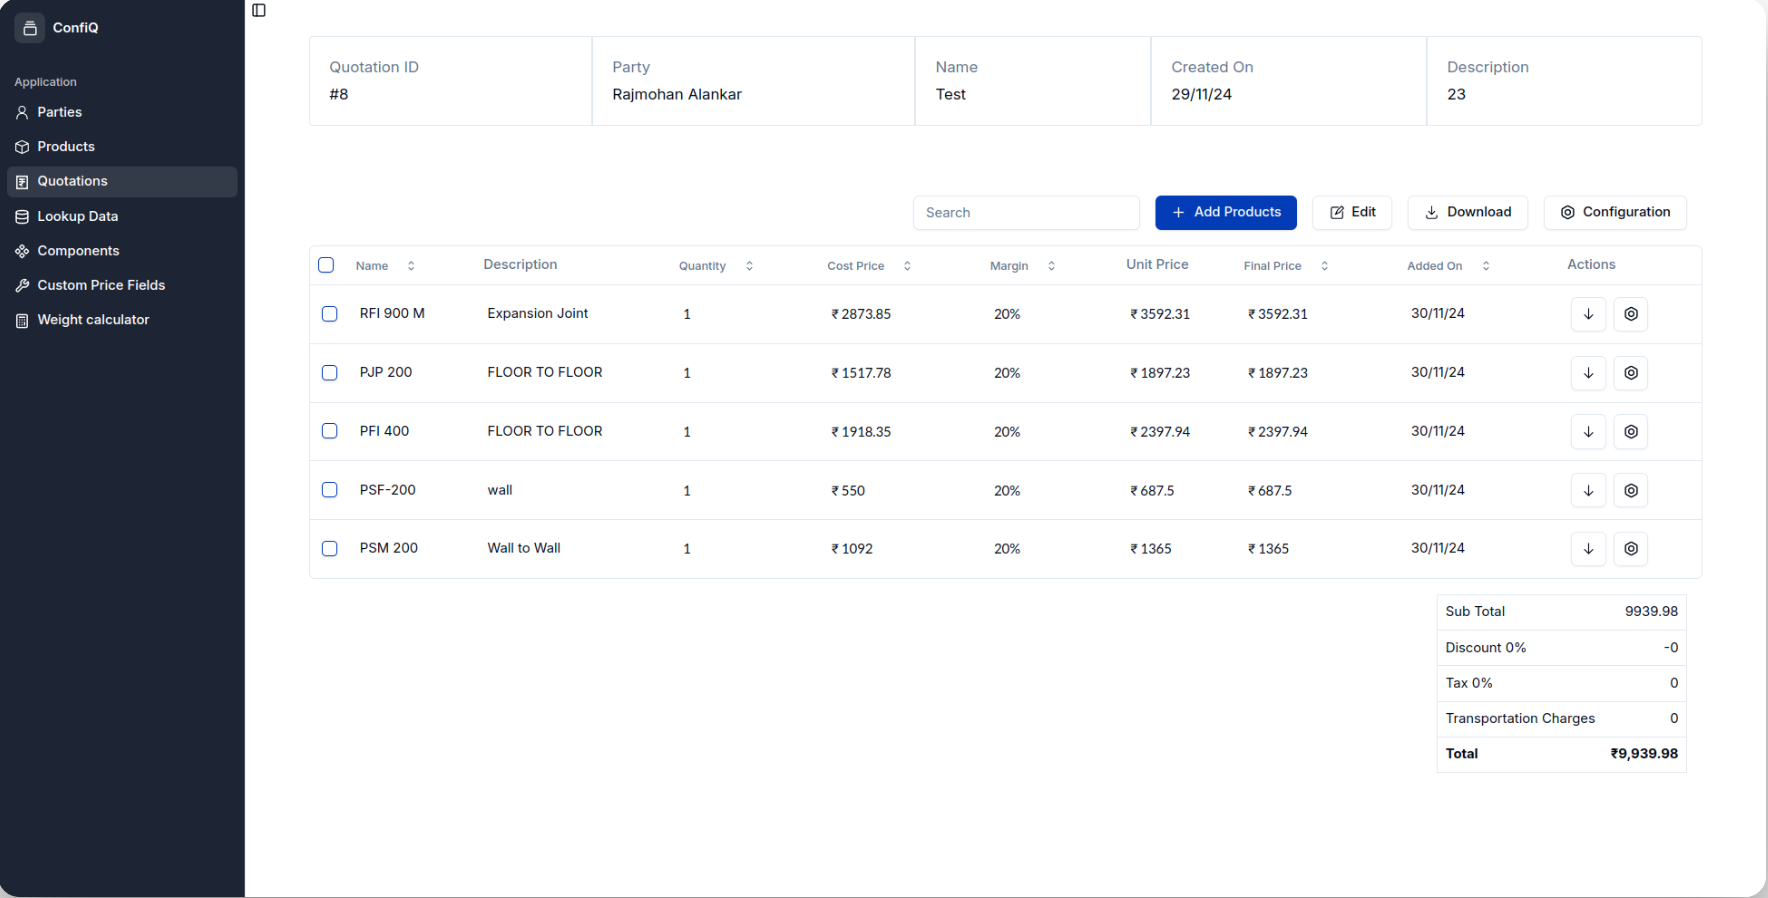 ConfiQ
Application
Parties
Products
Quotations
Lookup Data
Components
Custom Price Fields
Weight calculator
Quotation ID Party Name Created On Description
#8 Rajmohan Alankar Test 29/11/24 23
Search Add Products Edit Download Configuration
Name Description Quantity Cost Price Margin Unit Price Final Price Added On Actions
RFI 900 M Expansion Joint 1 ₹ 2873.85 20% ₹ 3592.31 ₹ 3592.31 30/11/24
PJP 200 FLOOR TO FLOOR 1 ₹ 1517.78 20% ₹ 1897.23 ₹ 1897.23 30/11/24
PFI 400 FLOOR TO FLOOR 1 ₹ 1918.35 20% ₹ 2397.94 ₹ 2397.94 30/11/24
PSF-200 wall 1 ₹ 550 20% ₹ 687.5 ₹ 687.5 30/11/24
PSM 200 Wall to Wall 1 ₹ 1092 20% ₹ 1365 ₹ 1365 30/11/24
Sub Total 9939.98
Discount 0% -0
Tax 0% 0
Transportation Charges 0
Total ₹9,939.98